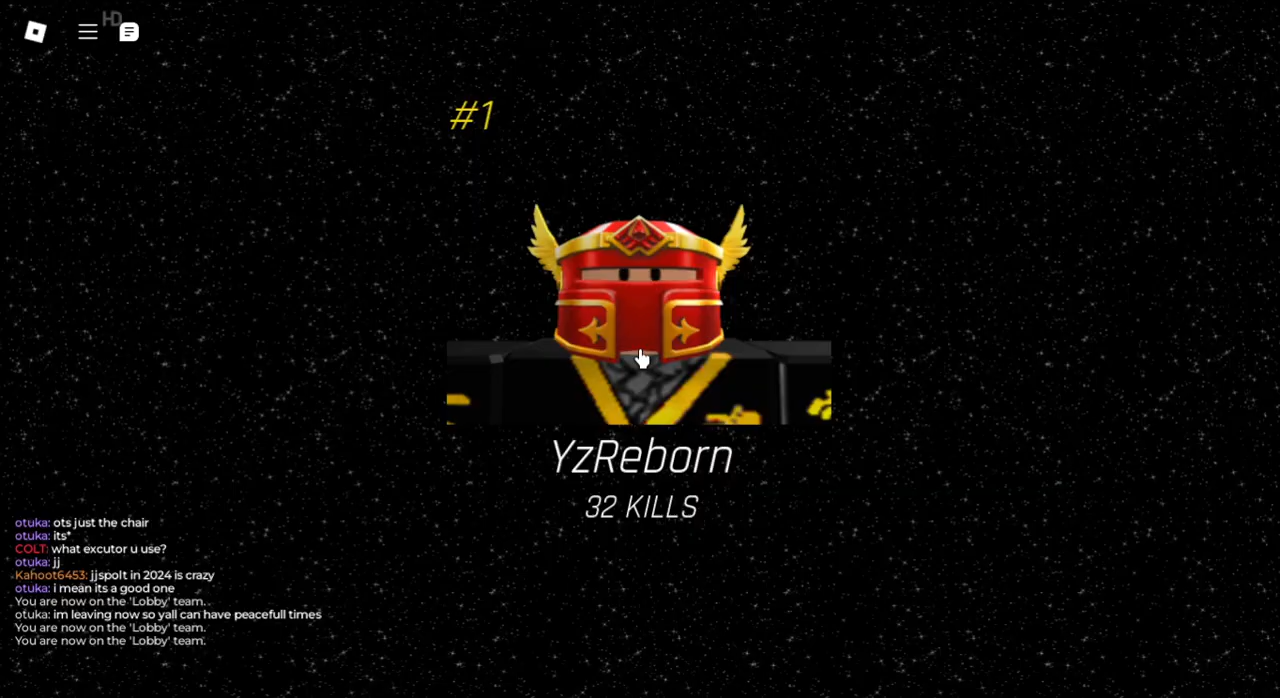 HD
#1
YzReborn
32 KILLS
otuka: ots just the chair
otuka: its*
COLT: what excutor u use?
otuka: jj
Kahoot6453: jjspolt in 2024 is crazy
otuka: i mean its a good one
You are now on the 'Lobby' team.
otuka: im leaving now so yall can have peacefull times
You are now on the 'Lobby' team.
You are now on the 'Lobby' team.